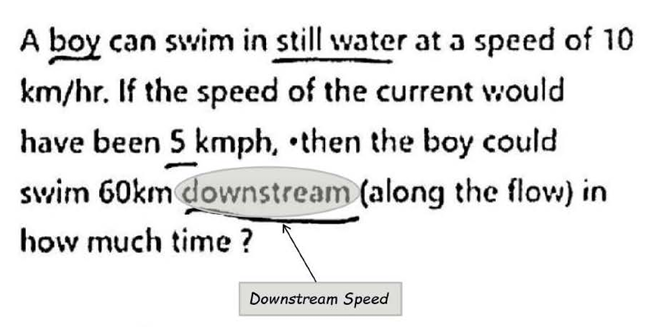 A boy can swim in still water at a speed of 10
km/hr. If the speed of the current would
have been 5 kmph, •then the boy could
swim 60km downstream (along the flow) in
how much time ?
Downstream Speed